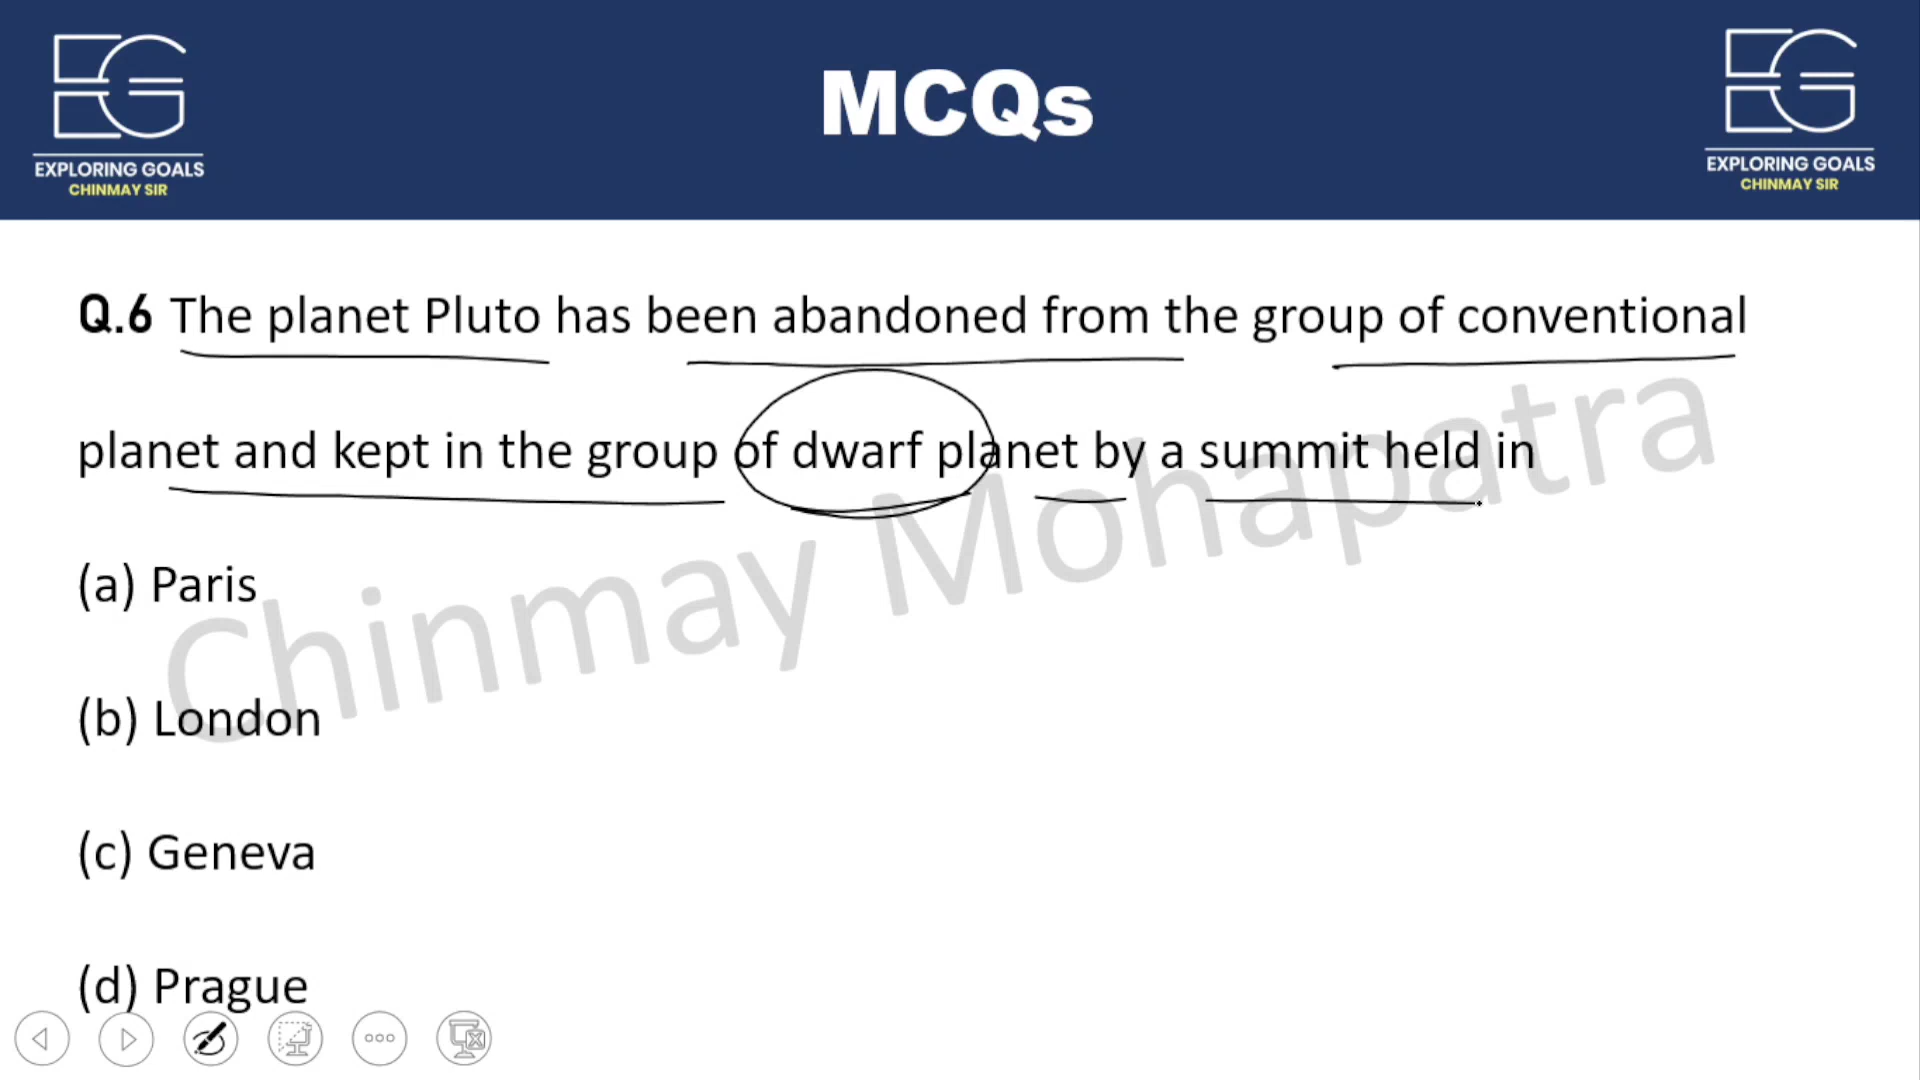 EG
EXPLORING GOALS
CHINMAY SIR
MCQs
EG
EXPLORING GOALS
CHINMAY SIR
Q.6 The planet Pluto has been abandoned from the group of conventional
planet and kept in the group of dwarf planet by a summit held in
(a) Paris
(b) London
(c) Geneva
(d) Prague
Chinmay Mohapatra